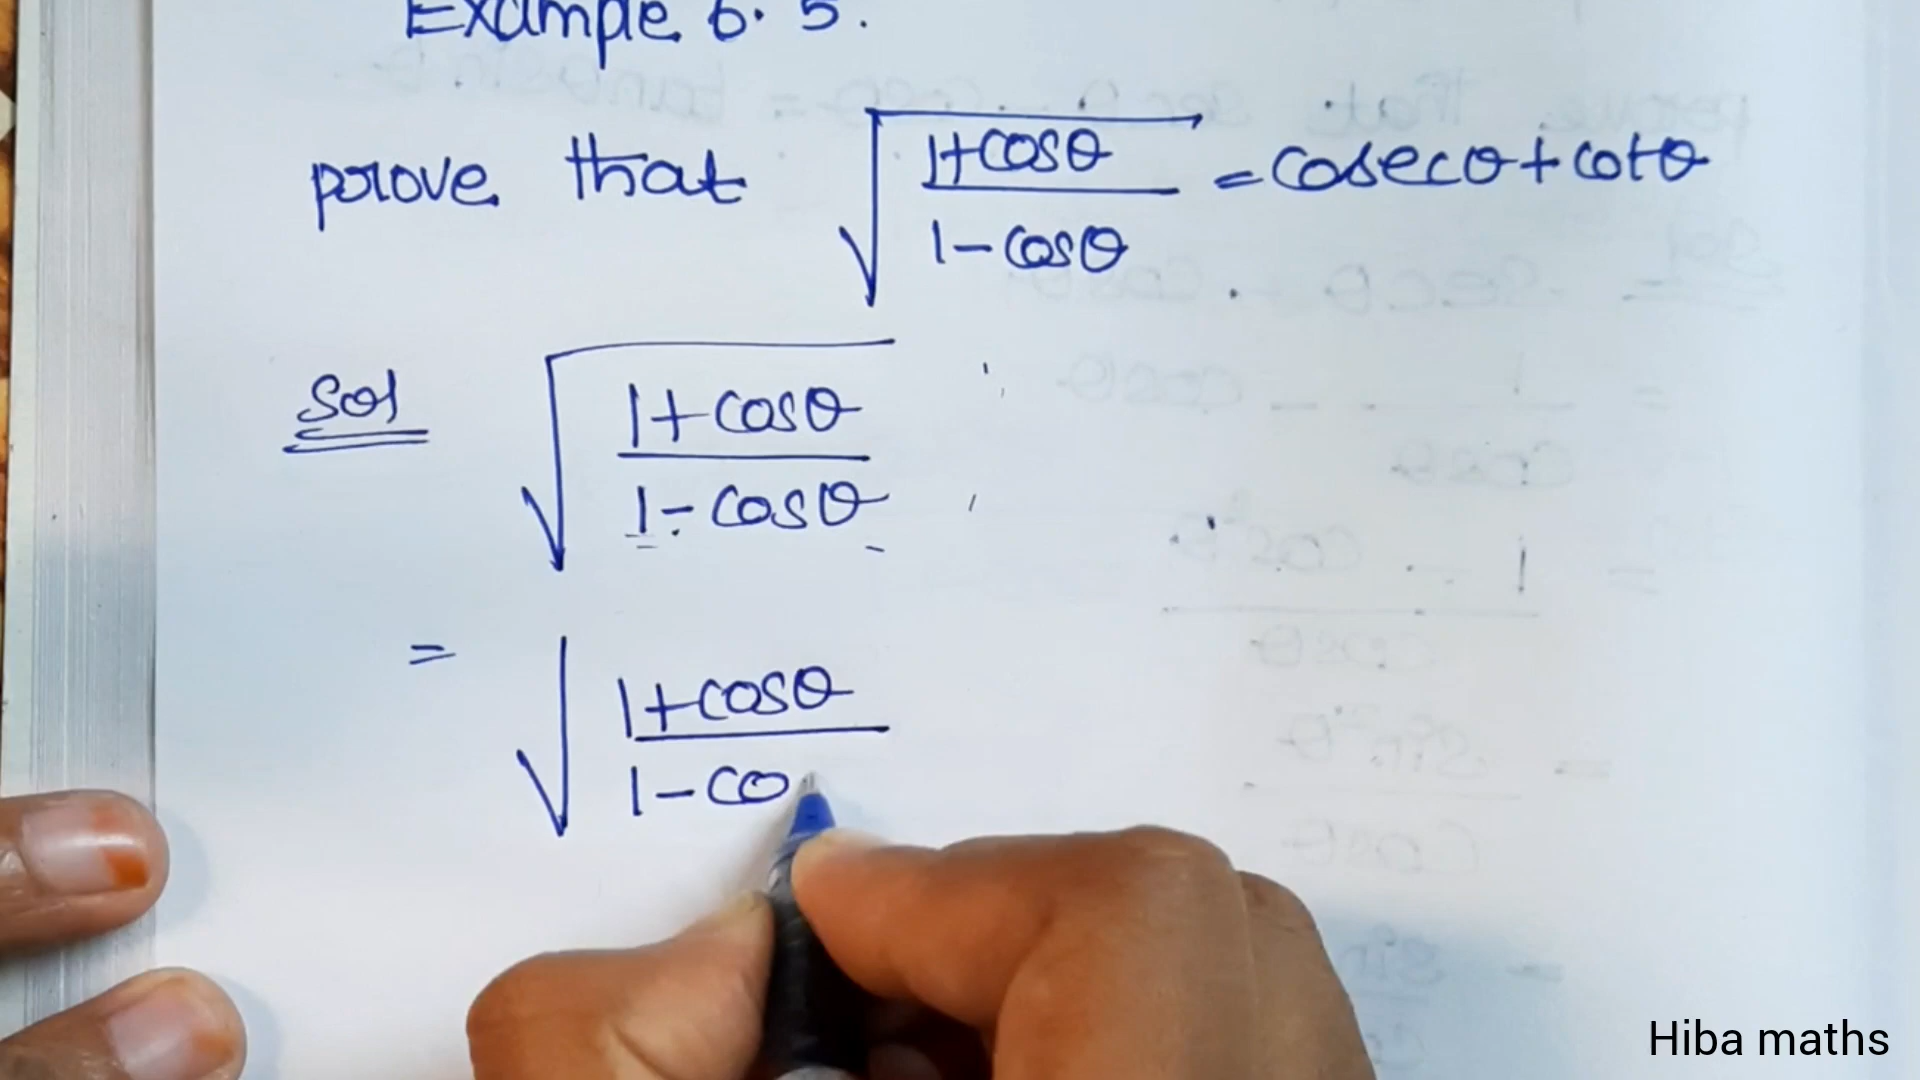 Example 6.5.
prove that √(1+cosθ / 1-cosθ) = cosecθ+cotθ
Sol √(1+cosθ / 1-cosθ)
= √(1+cosθ / 1-co
Hiba maths